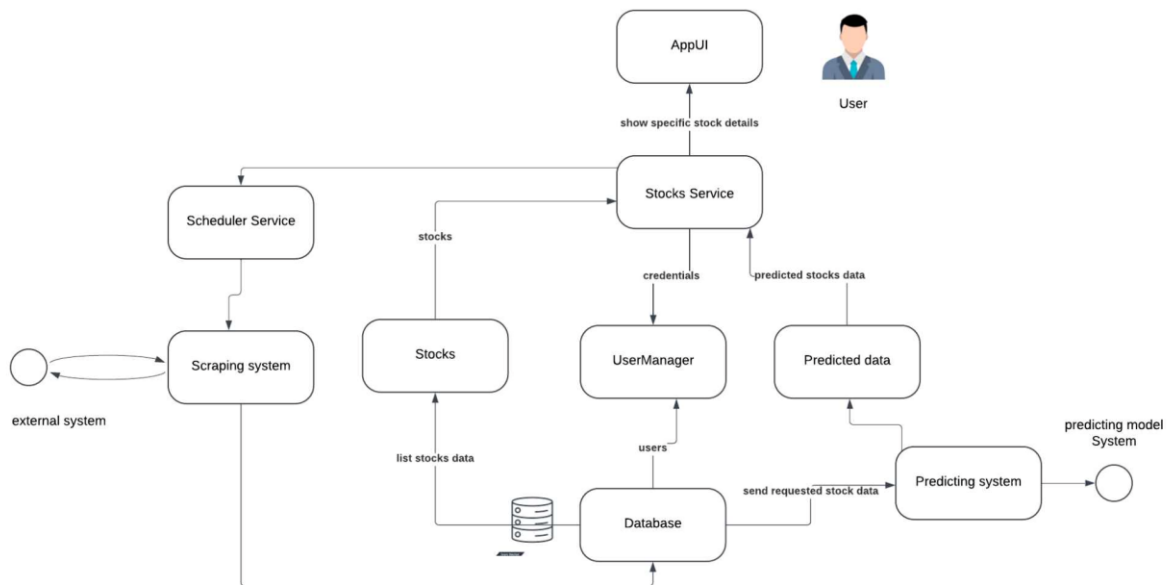 AppUI
User
show specific stock details
Stocks Service
Scheduler Service
stocks
credentials
predicted stocks data
Scraping system
Stocks
UserManager
Predicted data
external system
predicting model
System
list stocks data
users
send requested stock data
Predicting system
Database